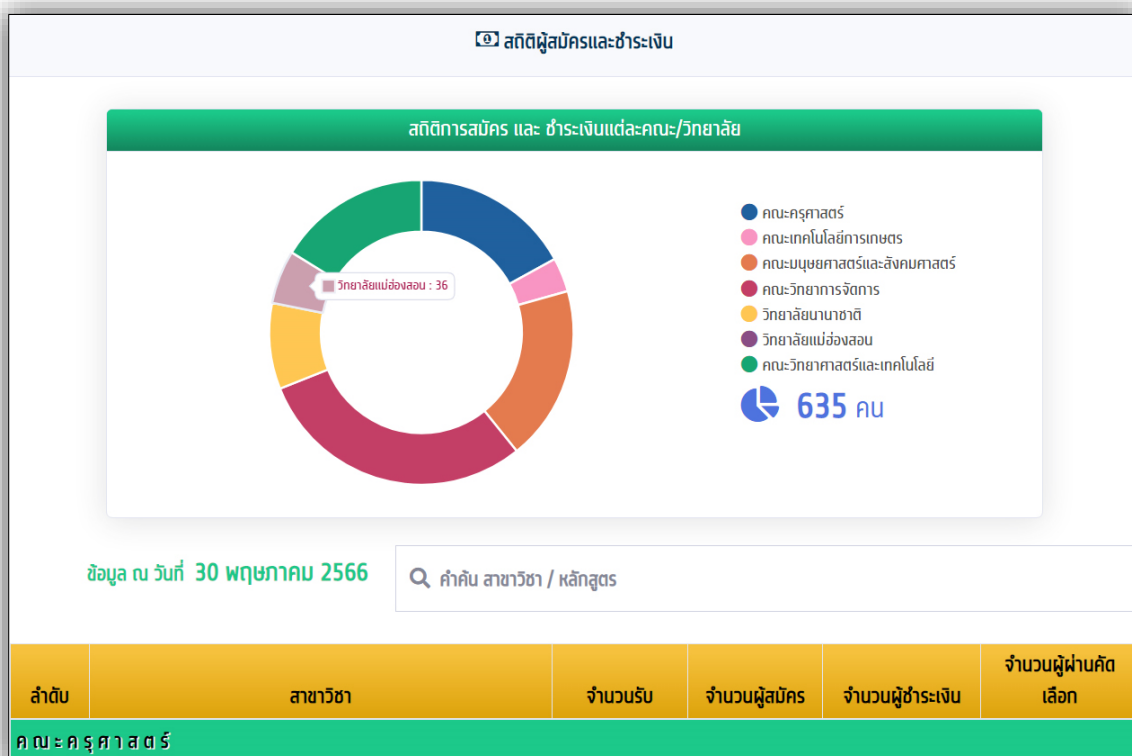 สถิติผู้สมัครและชำระเงิน
สถิติการสมัคร และ ชำระเงินแต่ละคณะ/วิทยาลัย
คณะครุศาสตร์
คณะเทคโนโลยีการเกษตร
คณะมนุษยศาสตร์และสังคมศาสตร์
คณะวิทยาการจัดการ
วิทยาลัยนานาชาติ
วิทยาลัยแม่ฮ่องสอน
คณะวิทยาศาสตร์และเทคโนโลยี
635 คน
วิทยาลัยแม่ฮ่องสอน : 36
ข้อมูล ณ วันที่ 30 พฤษภาคม 2566
คำค้น สาขาวิชา / หลักสูตร
ลำดับ สาขาวิชา จำนวนรับ จำนวนผู้สมัคร จำนวนผู้ชำระเงิน จำนวนผู้ผ่านคัด
เลือก
คณะครุศาสตร์